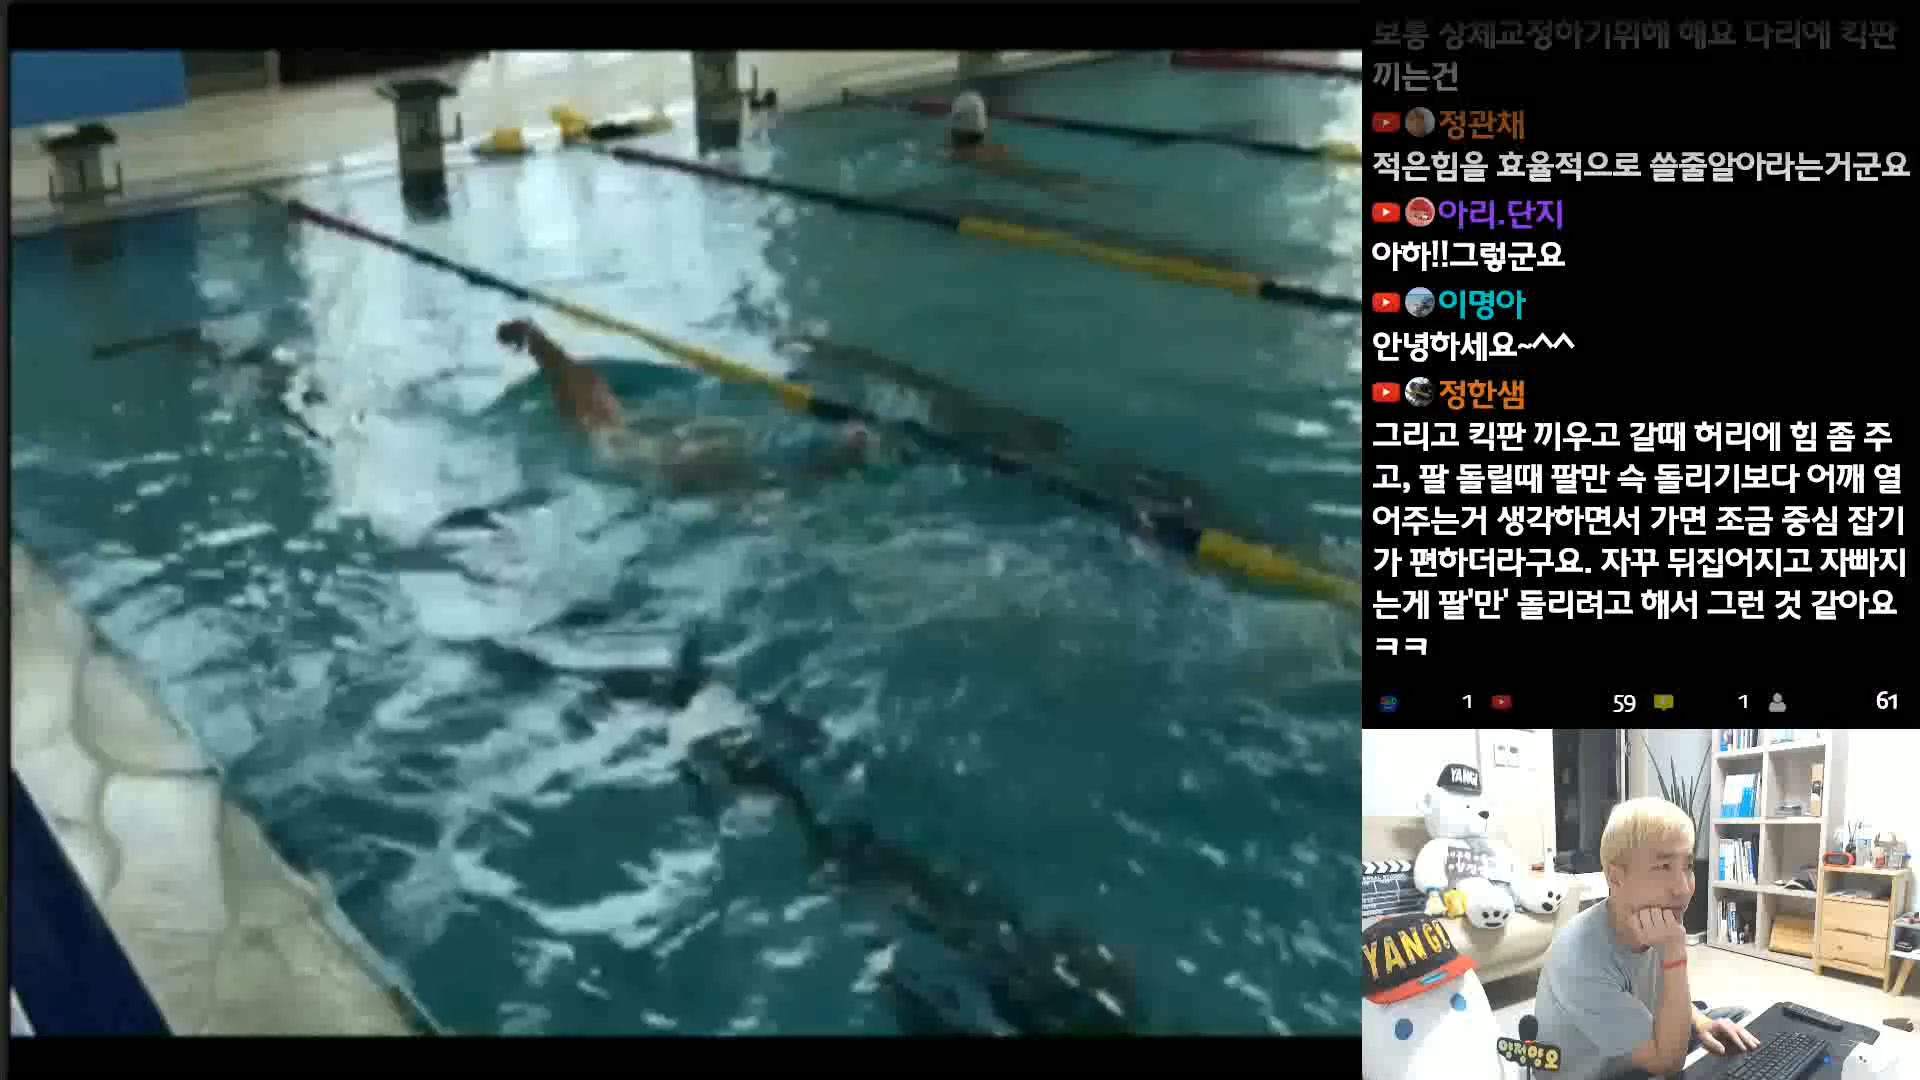 보통 상체교정하기위해 해요 다리에 킥판
끼는건
정관채
적은힘을 효율적으로 쓸줄알아라는거군요
아리.단지
아하!!그렇군요
이명아
안녕하세요~^^
정한샘
그리고 킥판 끼우고 갈때 허리에 힘 좀 주
고, 팔 돌릴때 팔만 슥 돌리기보다 어깨 열
어주는거 생각하면서 가면 조금 중심 잡기
가 편하더라구요. 자꾸 뒤집어지고 자빠지
는게 팔'만' 돌리려고 해서 그런 것 같아요
ㅋㅋ
1 59 1 61
YANG!
YANG!
양정양오